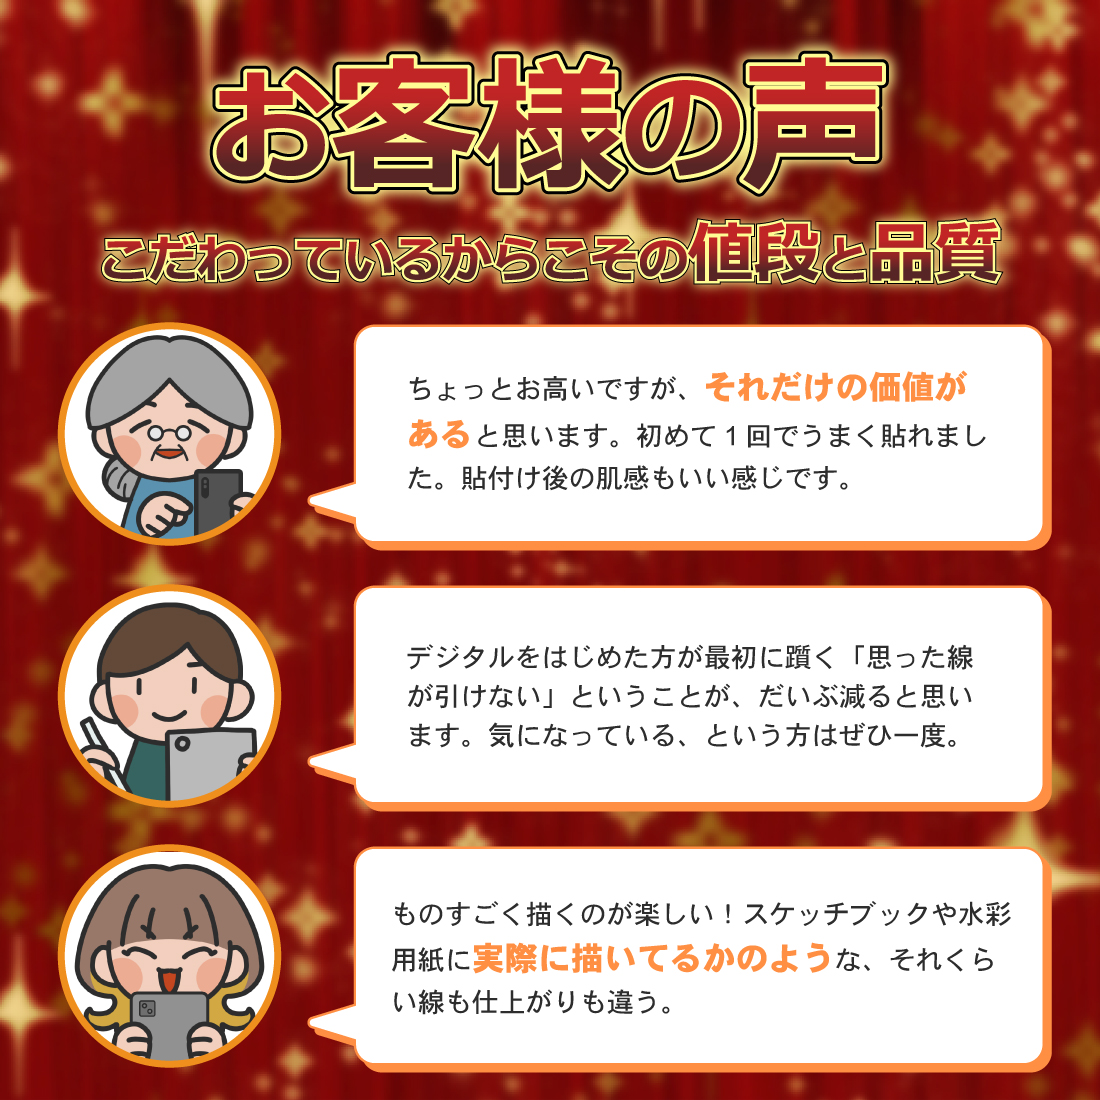 お客様の声
こだわっているからこその値段と品質
ちょっとお高いですが、それだけの価値が
あると思います。初めて1回でうまく貼れまし
た。貼付け後の肌感もいい感じです。
デジタルをはじめた方が最初に躓く「思った線
が引けない」ということが、だいぶ減ると思い
ます。気になっている、という方はぜひ一度。
ものすごく描くのが楽しい！スケッチブックや水彩
用紙に実際に描いてるかのような、それくら
い線も仕上がりも違う。